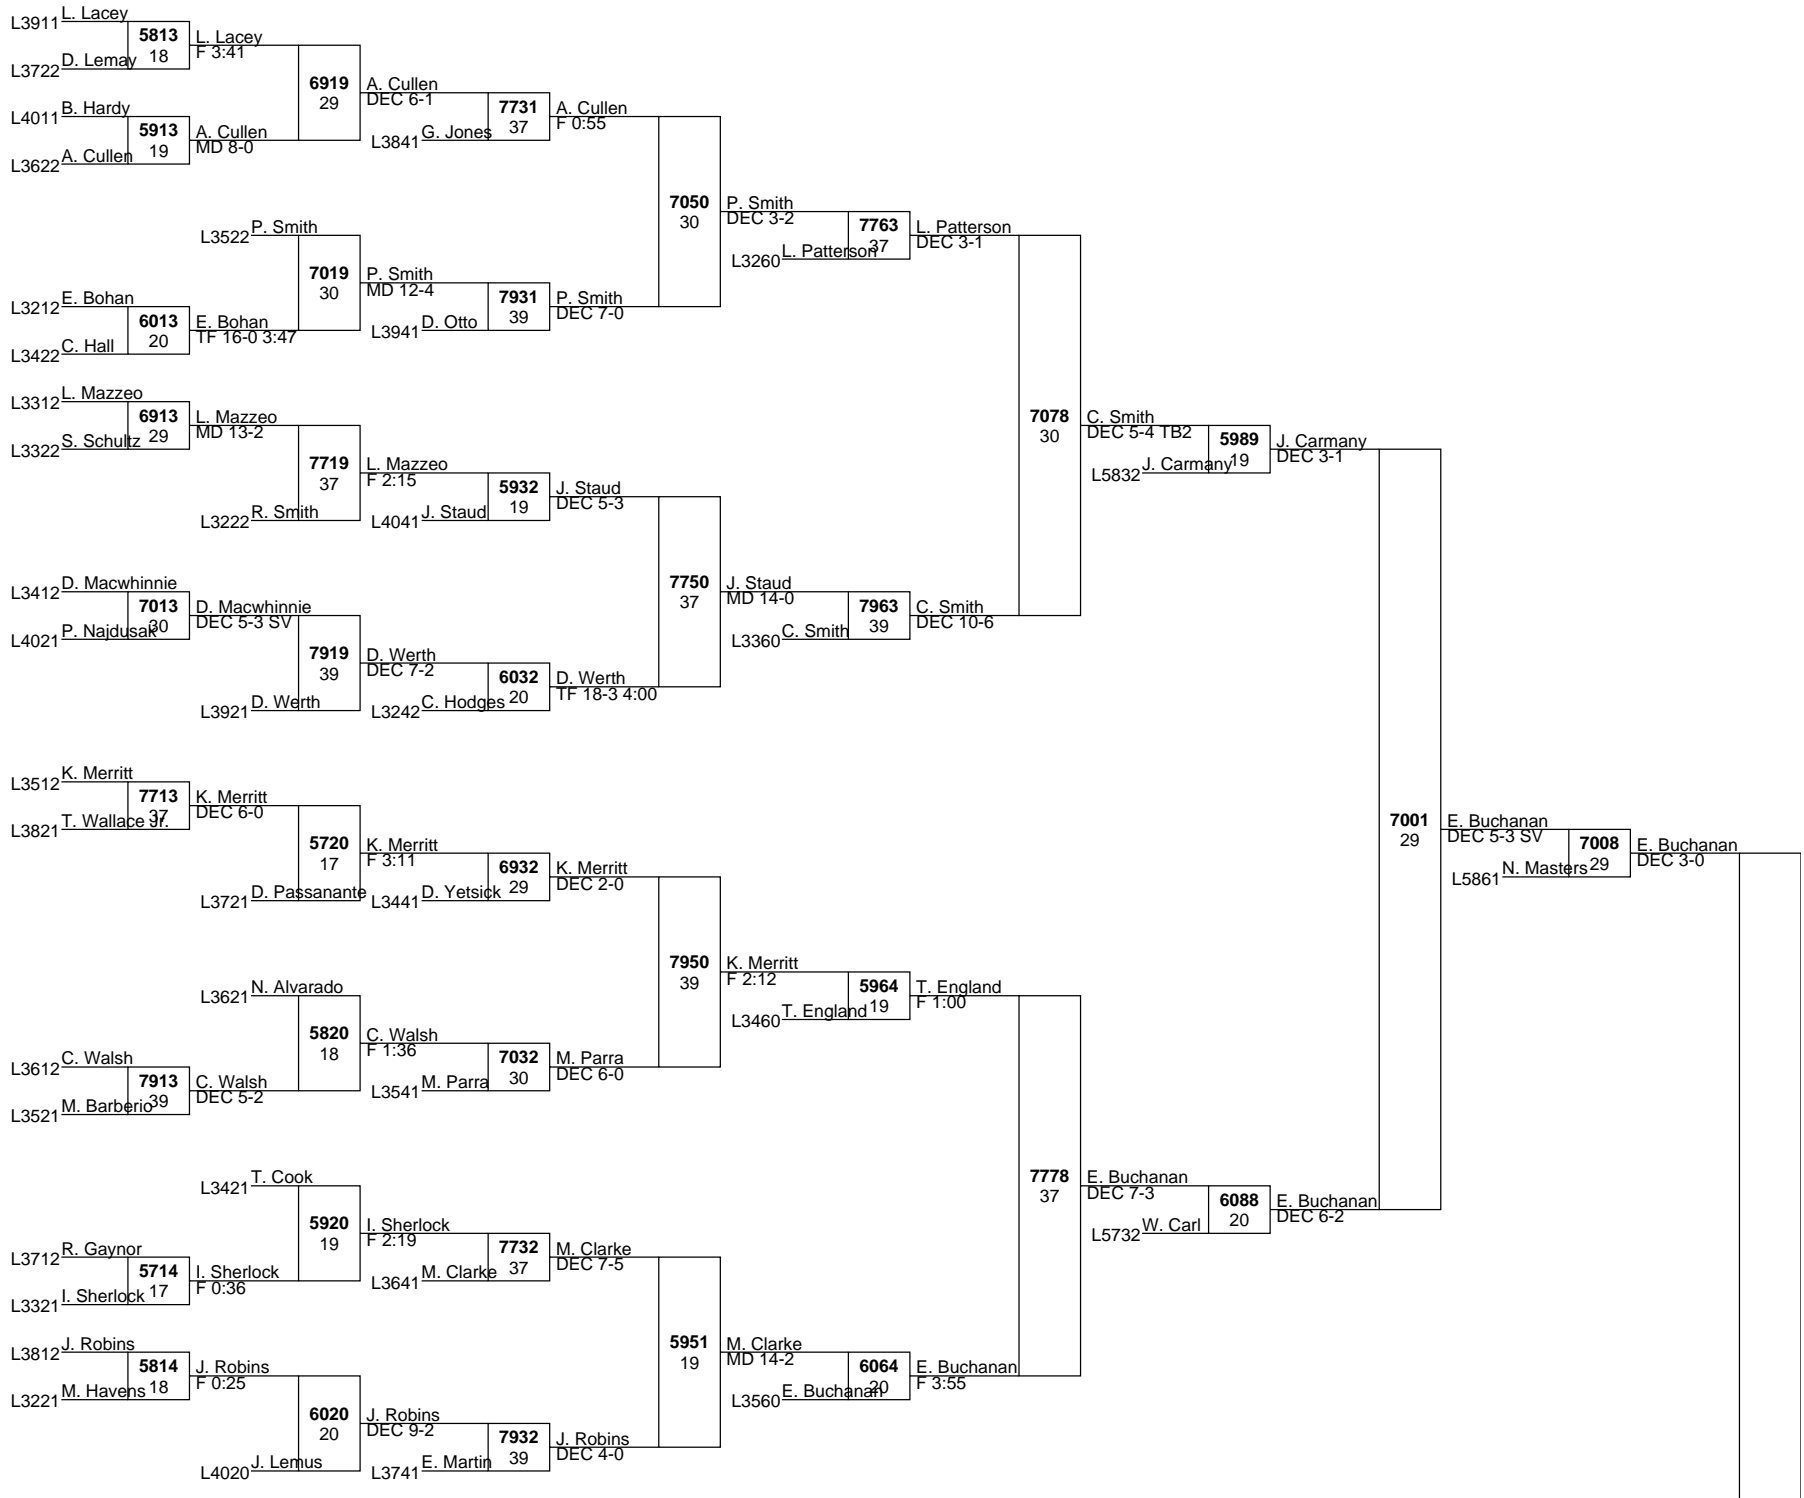 L3911 L. Lacey
5813
18
L. Lacey
F 3:41
L3722 D. Lemay
6919
29
A. Cullen
DEC 6-1
L4011 B. Hardy
5913
19
A. Cullen
MD 8-0
L3622 A. Cullen
7731
37
A. Cullen
F 0:55
L3841 G. Jones
7050
30
P. Smith
DEC 3-2
L3522 P. Smith
7019
30
P. Smith
MD 12-4
L3212 E. Bohan
6013
20
E. Bohan
TF 16-0 3:47
L3422 C. Hall
7931
39
P. Smith
DEC 7-0
L3941 D. Otto
7763
37
L. Patterson
DEC 3-1
L3260 L. Patterson
L3312 L. Mazzeo
6913
29
L. Mazzeo
MD 13-2
L3322 S. Schultz
7719
37
L. Mazzeo
F 2:15
L3222 R. Smith
5932
19
J. Staud
DEC 5-3
L4041 J. Staud
7078
30
C. Smith
DEC 5-4 TB2
5989
19
J. Carmany
DEC 3-1
L5832 J. Carmany
L3412 D. Macwhinnie
7013
30
D. Macwhinnie
DEC 5-3 SV
L4021 P. Najdusak
7919
39
D. Werth
DEC 7-2
L3921 D. Werth
6032
20
D. Werth
TF 18-3 4:00
L3242 C. Hodges
7750
37
J. Staud
MD 14-0
7963
39
C. Smith
DEC 10-6
L3360 C. Smith
L3512 K. Merritt
7713
37
K. Merritt
DEC 6-0
L3821 T. Wallace Jr.
5720
17
K. Merritt
F 3:11
L3721 D. Passanante
6932
29
K. Merritt
DEC 2-0
L3441 D. Yetsick
7001
29
E. Buchanan
DEC 5-3 SV
7008
29
E. Buchanan
DEC 3-0
L5861 N. Masters
7950
39
K. Merritt
F 2:12
5964
19
T. England
F 1:00
L3460 T. England
L3621 N. Alvarado
5820
18
C. Walsh
F 1:36
L3612 C. Walsh
7913
39
C. Walsh
DEC 5-2
L3521 M. Barberio
7032
30
M. Parra
DEC 6-0
L3541 M. Parra
7778
37
E. Buchanan
DEC 7-3
6088
20
E. Buchanan
DEC 6-2
L5732 W. Carl
L3421 T. Cook
5920
19
I. Sherlock
F 2:19
L3712 R. Gaynor
5714
17
I. Sherlock
F 0:36
L3321 I. Sherlock
7732
37
M. Clarke
DEC 7-5
L3641 M. Clarke
L3812 J. Robins
5814
18
J. Robins
F 0:25
L3221 M. Havens
5951
19
M. Clarke
MD 14-2
6064
20
E. Buchanan
F 3:55
L3560 E. Buchanan
6020
20
J. Robins
DEC 9-2
L4020 J. Lemus
7932
39
J. Robins
DEC 4-0
L3741 E. Martin